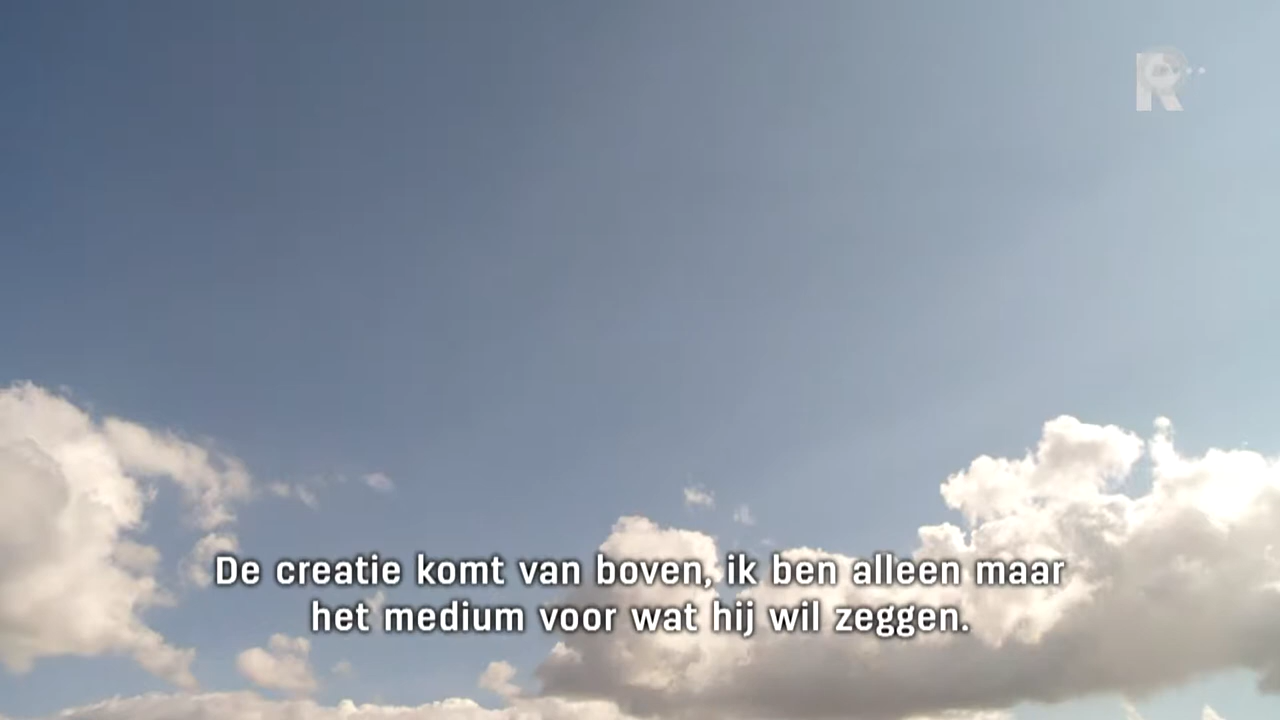 R
De creatie komt van boven, ik ben alleen maar
het medium voor wat hij wil zeggen.